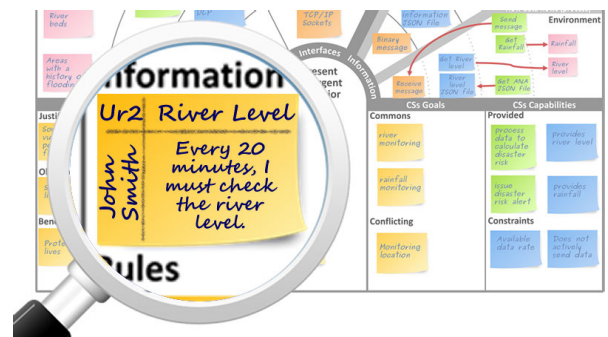 River
beds
UCP
TCP/IP
Sockets
Information
JSON file
Send
message
Environment
Binary
message
Get
Rainfall
Rainfall
Areas
with a
history of
flooding
Interfaces
Information
Get River
level
River
level
Receive
message
River
level
JSON file
Get ANA
JSON file
Information
Ur2 River Level
John
Smith
Every 20
minutes, I
must check
the river
level.
Rules
CSs Goals
CSs Capabilities
Commons
Provided
river
monitoring
process
data to
calculate
disaster
risk
provides
river level
rainfall
monitoring
issue
disaster
risk alert
provides
rainfall
Conflicting
Constraints
Monitoring
location
Available
data rate
Does not
actively
send data
lives